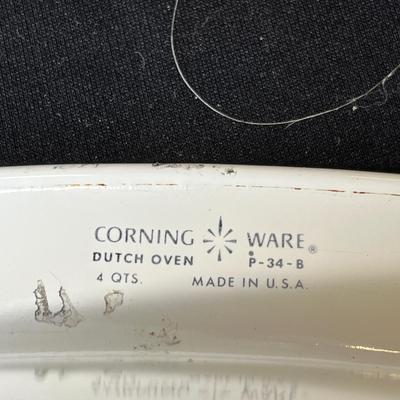 CORNING WARE®
DUTCH OVEN P-34-B
4 QTS. MADE IN U.S.A.